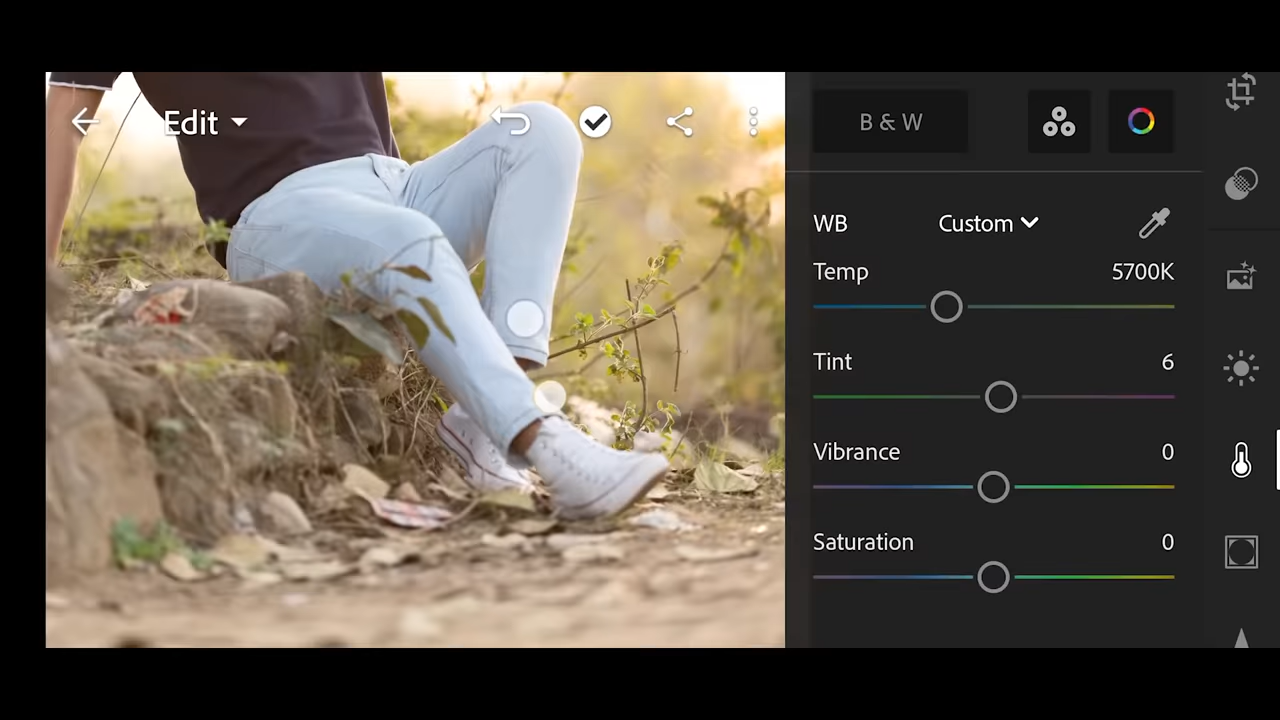 Edit
B & W
WB Custom
Temp 5700K
Tint 6
Vibrance 0
Saturation 0